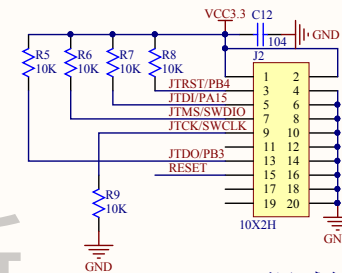 VCC3.3
C12
104
GND
R5
10K
R6
10K
R7
10K
R8
10K
J2
JTRST/PB4
JTDI/PA15
JTMS/SWDIO
JTCK/SWCLK
JTDO/PB3
RESET
1 2
3 4
5 6
7 8
9 10
11 12
13 14
15 16
17 18
19 20
R9
10K
10X2H
GND